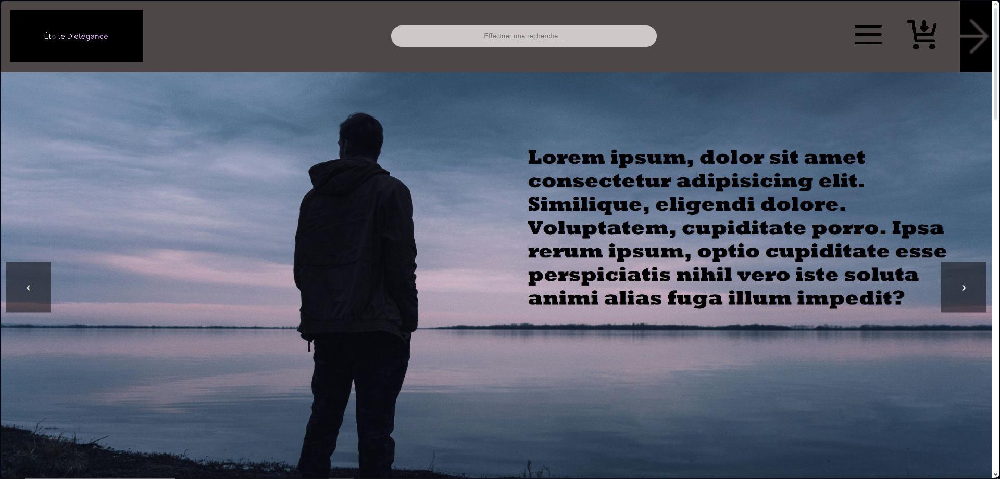 Étoile D'élégance
Effectuer une recherche...
Lorem ipsum, dolor sit amet
consectetur adipisicing elit.
Similique, eligendi dolore.
Voluptatem, cupiditate porro. Ipsa
rerum ipsum, optio cupiditate esse
perspiciatis nihil vero iste soluta
animi alias fuga illum impedit?